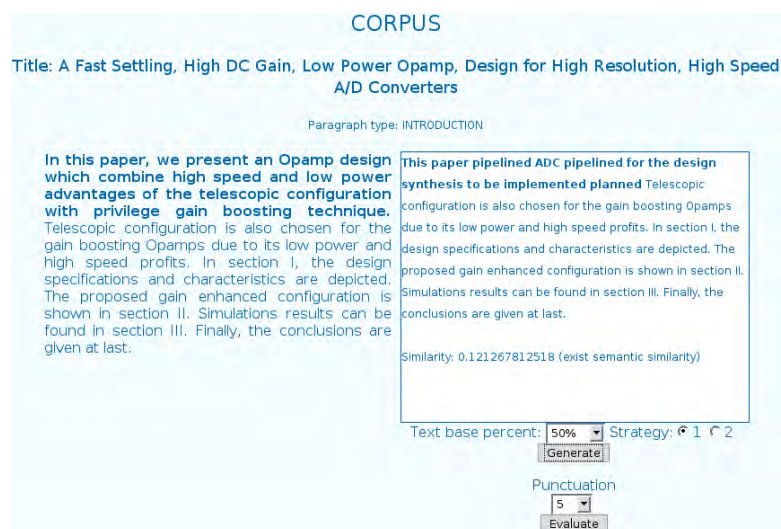 CORPUS
Title: A Fast Settling, High DC Gain, Low Power Opamp, Design for High Resolution, High Speed
A/D Converters
Paragraph type: INTRODUCTION
In this paper, we present an Opamp design
which combine high speed and low power
advantages of the telescopic configuration
with privilege gain boosting technique.
Telescopic configuration is also chosen for the
gain boosting Opamps due to its low power and
high speed profits. In section I, the design
specifications and characteristics are depicted.
The proposed gain enhanced configuration is
shown in section II. Simulations results can be
found in section III. Finally, the conclusions are
given at last.
This paper pipelined ADC pipelined for the design
synthesis to be implemented planned Telescopic
configuration is also chosen for the gain boosting Opamps
due to its low power and high speed profits. In section I, the
design specifications and characteristics are depicted. The
proposed gain enhanced configuration is shown in section II.
Simulations results can be found in section III. Finally, the
conclusions are given at last.
Similarity: 0.121267812518 (exist semantic similarity)
Text base percent: 50% Strategy: 1 2
Generate
Punctuation
5
Evaluate